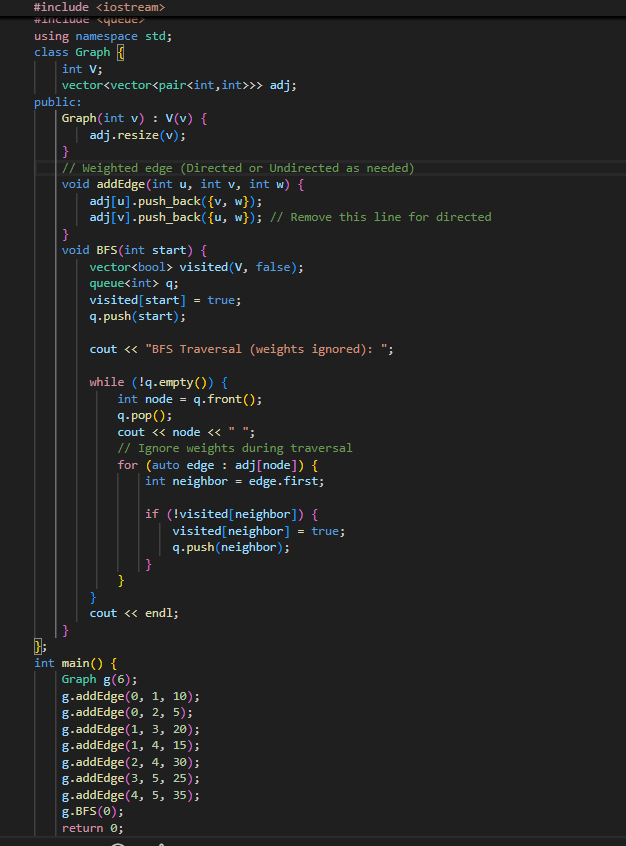 #include <iostream>
#include <queue>
using namespace std;
class Graph {
    int V;
    vector<vector<pair<int,int>>> adj;
public:
    Graph(int v) : V(v) {
        adj.resize(v);
    }
    // Weighted edge (Directed or Undirected as needed)
    void addEdge(int u, int v, int w) {
        adj[u].push_back({v, w});
        adj[v].push_back({u, w}); // Remove this line for directed
    }
    void BFS(int start) {
        vector<bool> visited(V, false);
        queue<int> q;
        visited[start] = true;
        q.push(start);

        cout << "BFS Traversal (weights ignored): ";

        while (!q.empty()) {
            int node = q.front();
            q.pop();
            cout << node << " ";
            // Ignore weights during traversal
            for (auto edge : adj[node]) {
                int neighbor = edge.first;

                if (!visited[neighbor]) {
                    visited[neighbor] = true;
                    q.push(neighbor);
                }
            }
        }
        cout << endl;
    }
};
int main() {
    Graph g(6);
    g.addEdge(0, 1, 10);
    g.addEdge(0, 2, 5);
    g.addEdge(1, 3, 20);
    g.addEdge(1, 4, 15);
    g.addEdge(2, 4, 30);
    g.addEdge(3, 5, 25);
    g.addEdge(4, 5, 35);
    g.BFS(0);
    return 0;